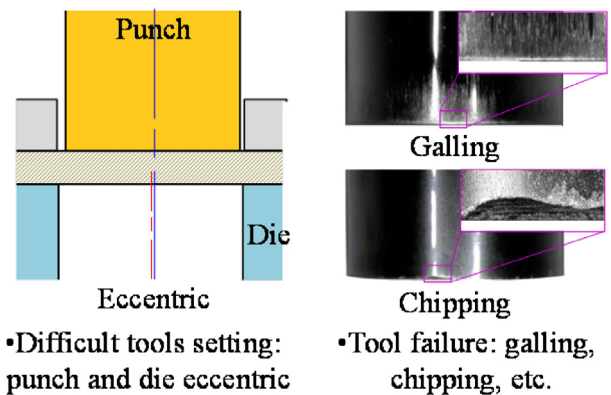 Punch
Die
Eccentric
•Difficult tools setting:
punch and die eccentric
Galling
Chipping
•Tool failure: galling,
chipping, etc.